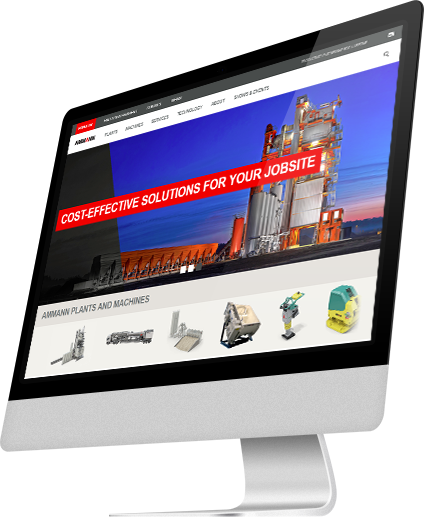 AMMANN
PLANTS MACHINES SERVICES TECHNOLOGY ABOUT SHOWS & EVENTS
COST-EFFECTIVE SOLUTIONS FOR YOUR JOBSITE
AMMANN PLANTS AND MACHINES